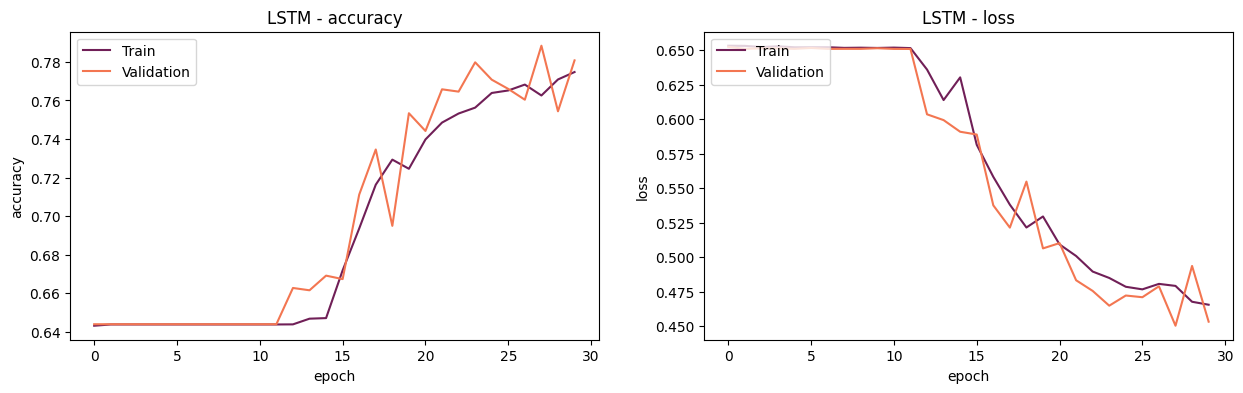 LSTM - accuracy
Train
Validation
0.78
0.76
0.74
0.72
0.70
0.68
0.66
0.64
accuracy
0 5 10 15 20 25 30
epoch
LSTM - loss
Train
Validation
0.650
0.625
0.600
0.575
0.550
0.525
0.500
0.475
0.450
loss
0 5 10 15 20 25 30
epoch